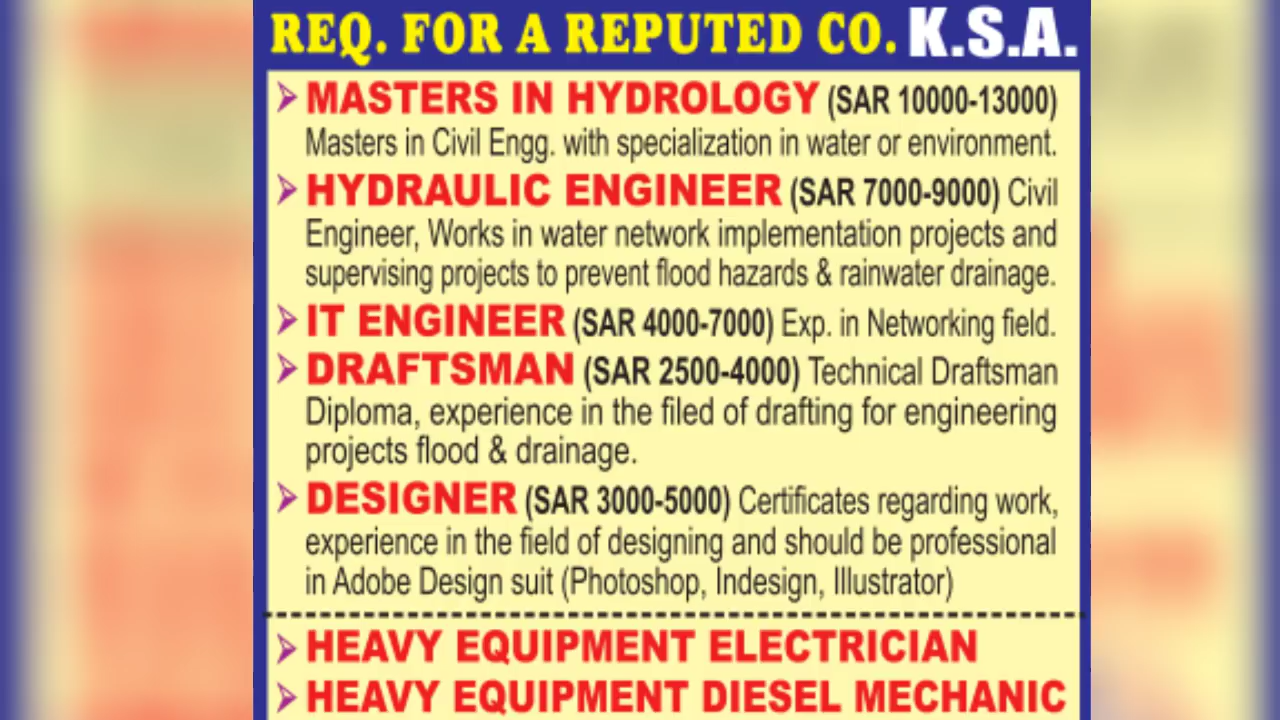 REQ. FOR A REPUTED CO. K.S.A.
➢ MASTERS IN HYDROLOGY (SAR 10000-13000)
Masters in Civil Engg. with specialization in water or environment.
➢ HYDRAULIC ENGINEER (SAR 7000-9000) Civil
Engineer, Works in water network implementation projects and
supervising projects to prevent flood hazards & rainwater drainage.
➢ IT ENGINEER (SAR 4000-7000) Exp. in Networking field.
➢ DRAFTSMAN (SAR 2500-4000) Technical Draftsman
Diploma, experience in the filed of drafting for engineering
projects flood & drainage.
➢ DESIGNER (SAR 3000-5000) Certificates regarding work,
experience in the field of designing and should be professional
in Adobe Design suit (Photoshop, Indesign, Illustrator)
➢ HEAVY EQUIPMENT ELECTRICIAN
➢ HEAVY EQUIPMENT DIESEL MECHANIC